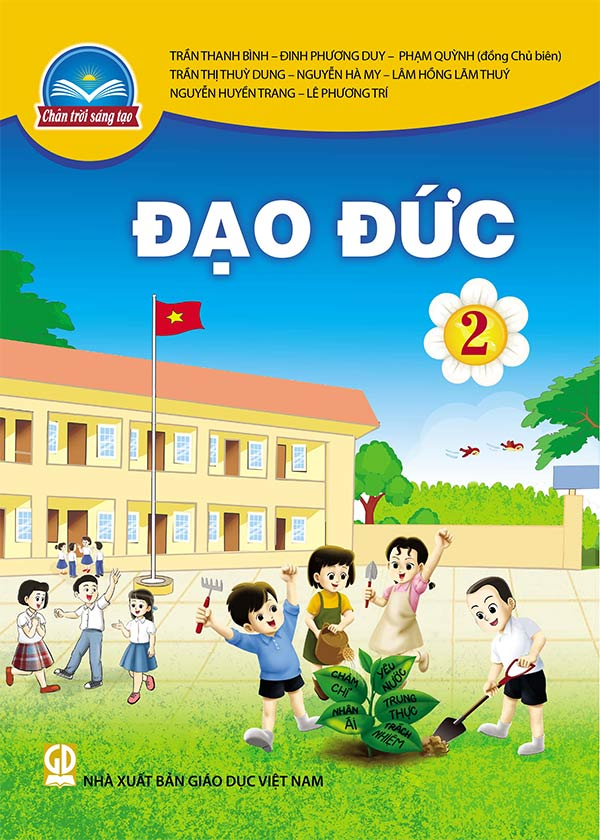 TRẦN THANH BÌNH – ĐINH PHƯƠNG DUY – PHẠM QUỲNH (đồng Chủ biên)
TRẦN THỊ THUỲ DUNG – NGUYỄN HÀ MY – LÂM HỒNG LÃM THUÝ
NGUYỄN HUYỀN TRANG – LÊ PHƯƠNG TRÍ
Chân trời sáng tạo
ĐẠO ĐỨC
2
CHĂM
CHỈ
YÊU
NƯỚC
NHÂN
ÁI
TRUNG
THỰC
TRÁCH
NHIỆM
GD
NHÀ XUẤT BẢN GIÁO DỤC VIỆT NAM